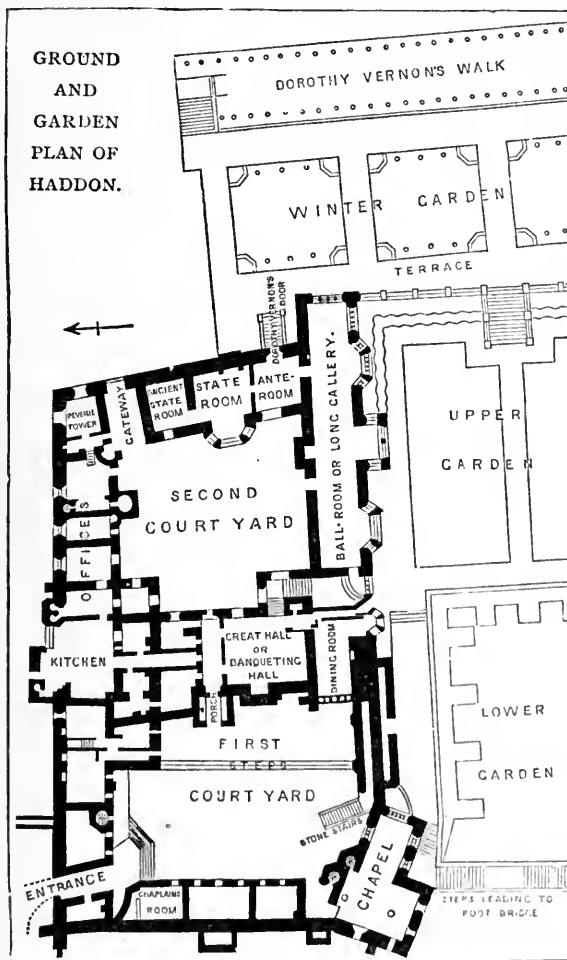 GROUND
AND
GARDEN
PLAN OF
HADDON.
DOROTHY VERNON'S WALK
WINTER GARDEN
TERRACE
DOROTHY VERNON'S
DOOR
PEVERIL
TOWER
GATEWAY
ANCIENT
STATE
ROOM
STATE
ROOM
ANTE-
ROOM
BALL-ROOM OR LONG GALLERY.
UPPER
GARDEN
SECOND
COURT YARD
OFFICES
KITCHEN
GREAT HALL
OR
BANQUETING
HALL
DINING ROOM
PORCH
LOWER
GARDEN
FIRST
STEPS
COURT YARD
STONE STAIRS
CHAPEL
ENTRANCE
CHAPLAINS
ROOM
STEPS LEADING TO
FOOT BRIDGE